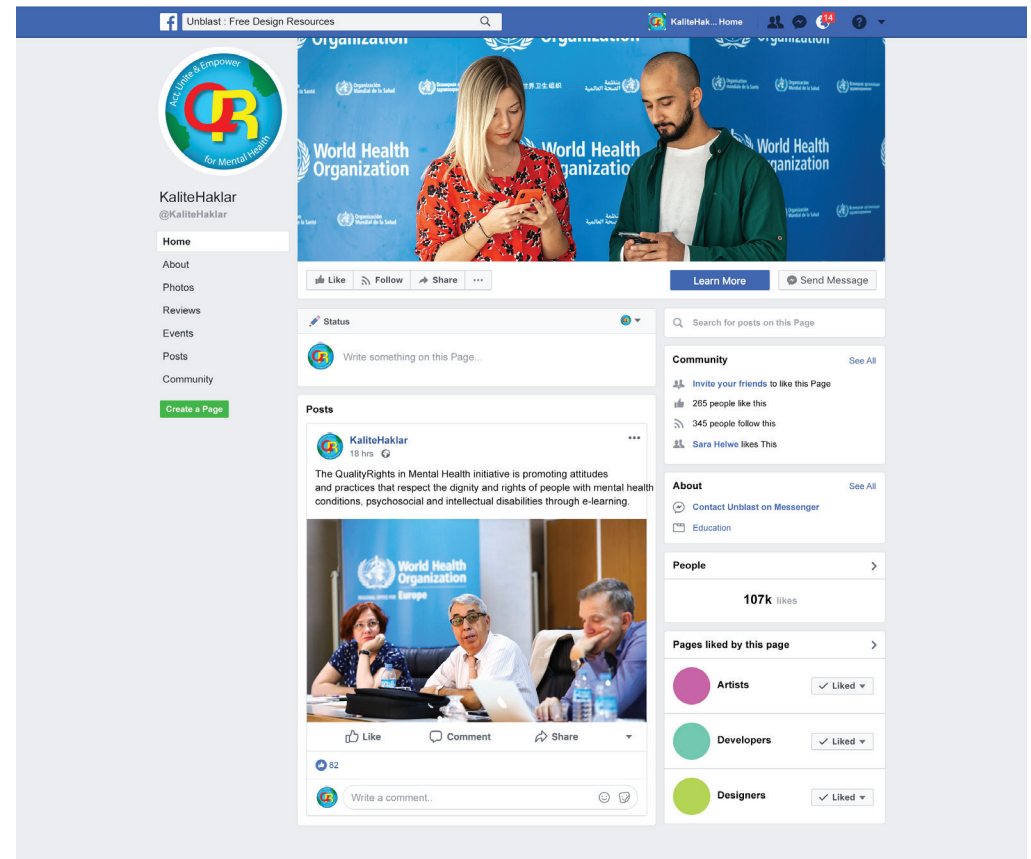 Unblast : Free Design Resources
KaliteHak... Home
14
Act, Unite & Empower
QR
for Mental Health
KaliteHaklar
@KaliteHaklar
Home
About
Photos
Reviews
Events
Posts
Community
Create a Page
Organization
Organization
Organization
World Health
Organization
World Health
World Health
Organization
Like
Follow
Share
Learn More
Send Message
Status
Write something on this Page...
Posts
KaliteHaklar
18 hrs
The QualityRights in Mental Health initiative is promoting attitudes
and practices that respect the dignity and rights of people with mental health
conditions, psychosocial and intellectual disabilities through e-learning.
World Health
Organization
REGIONAL OFFICE FOR Europe
Like
Comment
Share
82
Write a comment..
Search for posts on this Page
Community
See All
Invite your friends to like this Page
265 people like this
345 people follow this
Sara Helwe likes This
About
See All
Contact Unblast on Messenger
Education
People
107k likes
Pages liked by this page
Artists
Liked
Developers
Liked
Designers
Liked